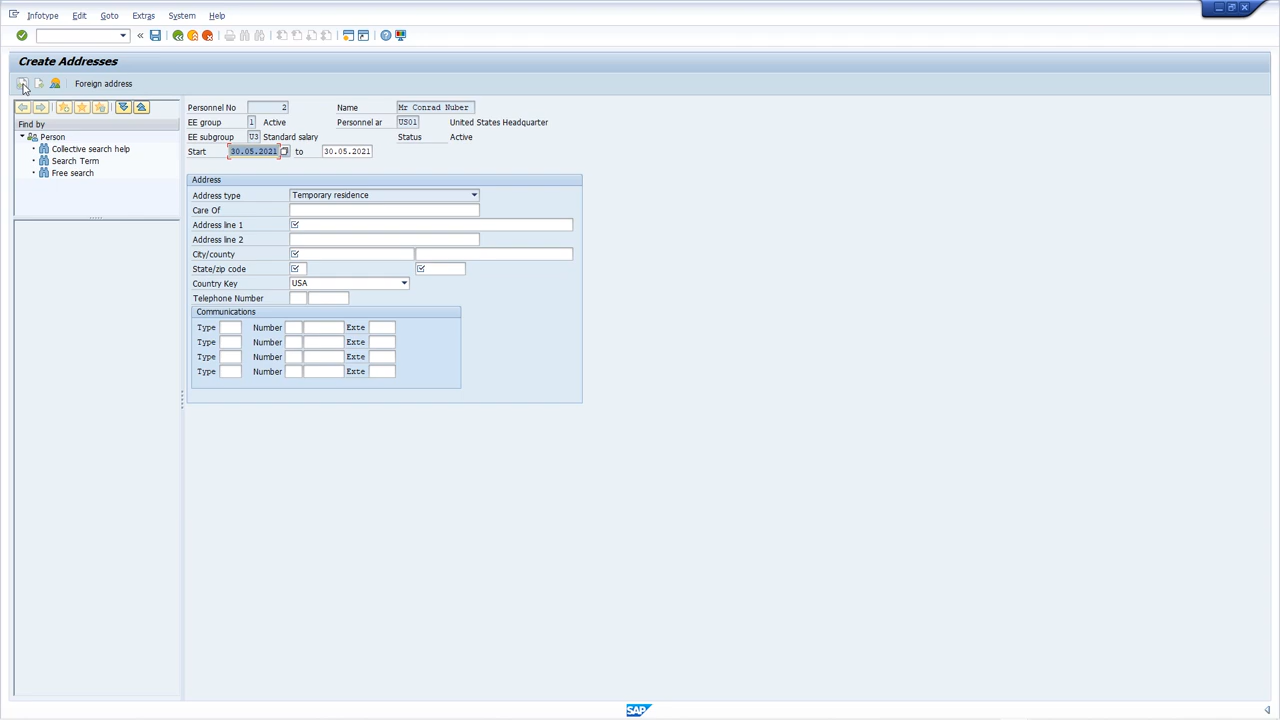 Infotype Edit Goto Extras System Help
Create Addresses
Foreign address
Find by
Person
Collective search help
Search Term
Free search
Personnel No 2 Name Mr Conrad Nuber
EE group 1 Active Personnel ar US01 United States Headquarter
EE subgroup U3 Standard salary Status Active
Start 30.05.2021 to 30.05.2021
Address
Address type Temporary residence
Care Of
Address line 1
Address line 2
City/county
State/zip code
Country Key USA
Telephone Number
Communications
Type Number Exte
Type Number Exte
Type Number Exte
Type Number Exte
SAP